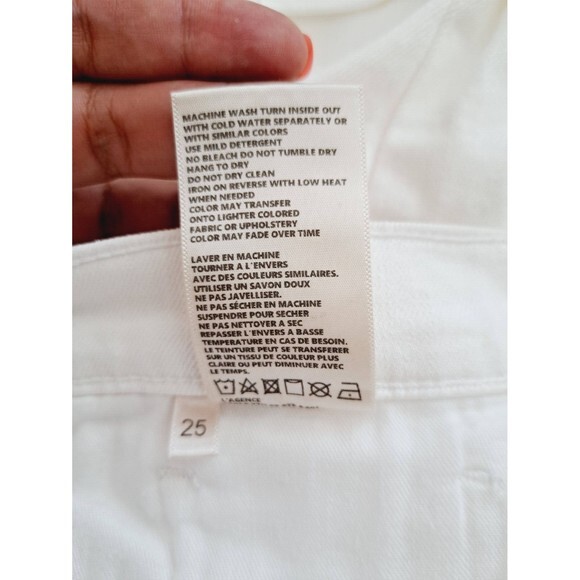 MACHINE WASH TURN INSIDE OUT
WITH COLD WATER SEPARATELY OR
WITH SIMILAR COLORS
USE MILD DETERGENT
NO BLEACH DO NOT TUMBLE DRY
HANG TO DRY
DO NOT DRY CLEAN
IRON ON REVERSE WITH LOW HEAT
WHEN NEEDED
COLOR MAY TRANSFER
ONTO LIGHTER COLORED
FABRIC OR UPHOLSTERY
COLOR MAY FADE OVER TIME
LAVER EN MACHINE
TOURNER A L'ENVERS
AVEC DES COULEURS SIMILAIRES.
UTILISER UN SAVON DOUX
NE PAS JAVELLISER.
NE PAS SÈCHER EN MACHINE
SUSPENDRE POUR SÈCHER
NE PAS NETTOYER A SEC
REPASSER L'ENVERS A BASSE
TEMPERATURE EN CAS DE BESOIN.
LE TEINTURE PEUT SE TRANSFERER
SUR UN TISSU DE COULEUR PLUS
CLAIRE OU PEUT DIMINUER AVEC
LE TEMPS.
L'AGENCE
25